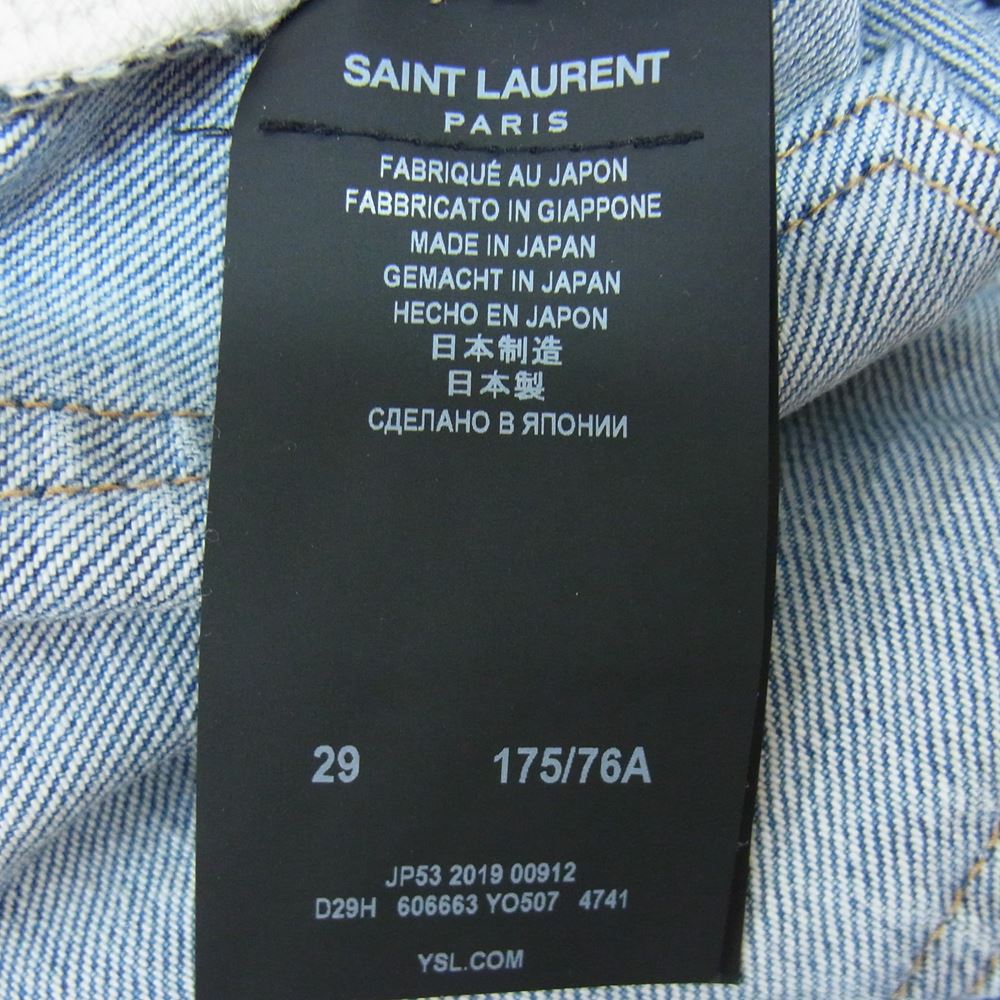 SAINT LAURENT
PARIS
FABRIQUÉ AU JAPON
FABBRICATO IN GIAPPONE
MADE IN JAPAN
GEMACHT IN JAPAN
HECHO EN JAPON
日本制造
日本製
СДЕЛАНО В ЯПОНИИ
29 175/76A
JP53 2019 00912
D29H 606663 YO507 4741
YSL.COM